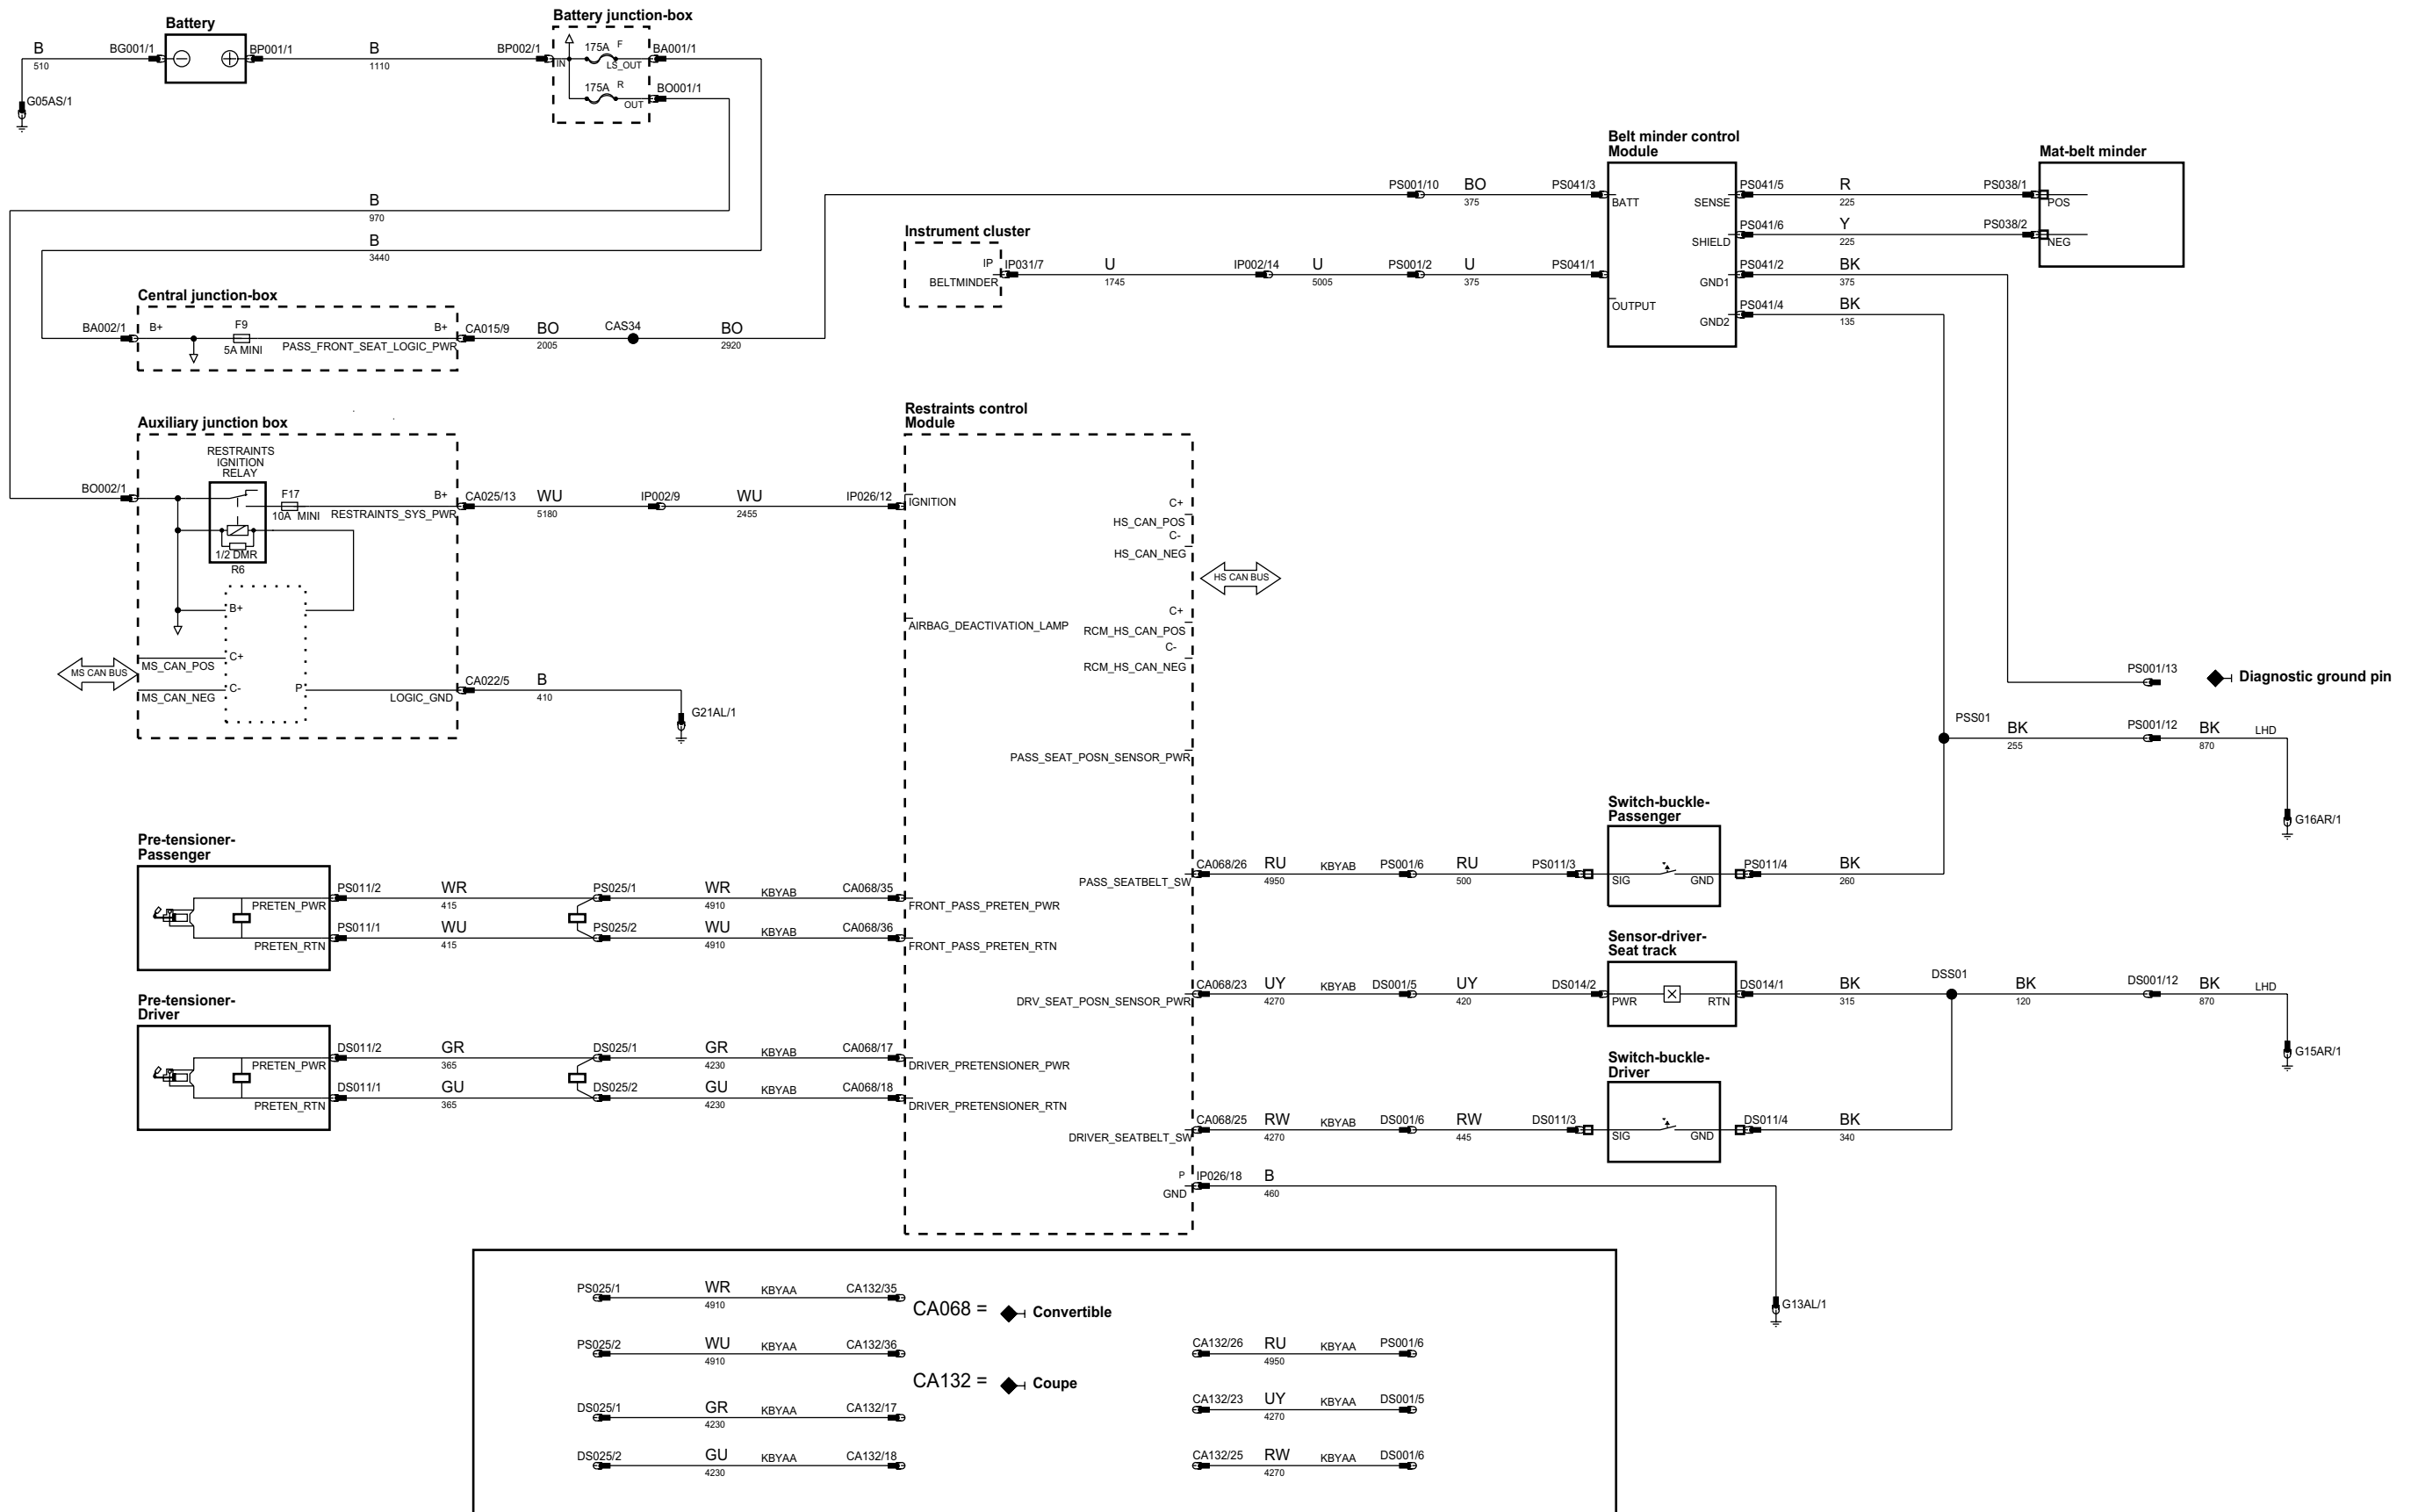 Battery
B
510
BG001/1
BP001/1
B
1110
BP002/1
G05AS/1
Battery junction-box
175A F
IN
LS_OUT
175A R
OUT
BA001/1
BO001/1
B
970
B
3440
Central junction-box
BA002/1
B+
F9
5A MINI
B+
PASS_FRONT_SEAT_LOGIC_PWR
CA015/9
BO
2005
CAS34
BO
2920
Instrument cluster
IP
BELTMINDER
IP031/7
U
1745
IP002/14
U
5005
PS001/2
U
375
PS041/1
PS001/10
BO
375
PS041/3
Belt minder control
Module
BATT
SENSE
SHIELD
GND1
OUTPUT
GND2
PS041/5
R
225
PS038/1
PS041/6
Y
225
PS038/2
PS041/2
BK
375
PS041/4
BK
135
Mat-belt minder
POS
NEG
Auxiliary junction box
RESTRAINTS
IGNITION
RELAY
BO002/1
F17
10A MINI
B+
RESTRAINTS_SYS_PWR
1/2 DMR
R6
B+
C+
C-
P
MS CAN BUS
MS_CAN_POS
MS_CAN_NEG
LOGIC_GND
CA025/13
WU
5180
IP002/9
WU
2455
IP026/12
CA022/5
B
410
G21AL/1
Restraints control
Module
IGNITION
C+
HS_CAN_POS
C-
HS_CAN_NEG
HS CAN BUS
AIRBAG_DEACTIVATION_LAMP
C+
RCM_HS_CAN_POS
C-
RCM_HS_CAN_NEG
PASS_SEAT_POSN_SENSOR_PWR
PASS_SEATBELT_SW
FRONT_PASS_PRETEN_PWR
FRONT_PASS_PRETEN_RTN
DRV_SEAT_POSN_SENSOR_PWR
DRIVER_PRETENSIONER_PWR
DRIVER_PRETENSIONER_RTN
DRIVER_SEATBELT_SW
P
GND
PS001/13
Diagnostic ground pin
PSS01
BK
255
PS001/12
BK
870
LHD
G16AR/1
Pre-tensioner-
Passenger
PRETEN_PWR
PRETEN_RTN
PS011/2
WR
415
PS025/1
WR
4910
KBYAB
CA068/35
PS011/1
WU
415
PS025/2
WU
4910
KBYAB
CA068/36
Pre-tensioner-
Driver
PRETEN_PWR
PRETEN_RTN
DS011/2
GR
365
DS025/1
GR
4230
KBYAB
CA068/17
DS011/1
GU
365
DS025/2
GU
4230
KBYAB
CA068/18
CA068/26
RU
4950
KBYAB
PS001/6
RU
500
PS011/3
Switch-buckle-
Passenger
SIG
GND
PS011/4
BK
260
CA068/23
UY
4270
KBYAB
DS001/5
UY
420
DS014/2
Sensor-driver-
Seat track
PWR
RTN
DS014/1
BK
315
DSS01
BK
120
DS001/12
BK
870
LHD
G15AR/1
CA068/25
RW
4270
KBYAB
DS001/6
RW
445
DS011/3
Switch-buckle-
Driver
SIG
GND
DS011/4
BK
340
IP026/18
B
460
G13AL/1
PS025/1
WR
4910
KBYAA
CA132/35
CA068 = Convertible
PS025/2
WU
4910
KBYAA
CA132/36
CA132 = Coupe
DS025/1
GR
4230
KBYAA
CA132/17
DS025/2
GU
4230
KBYAA
CA132/18
CA132/26
RU
4950
KBYAA
PS001/6
CA132/23
UY
4270
KBYAA
DS001/5
CA132/25
RW
4270
KBYAA
DS001/6